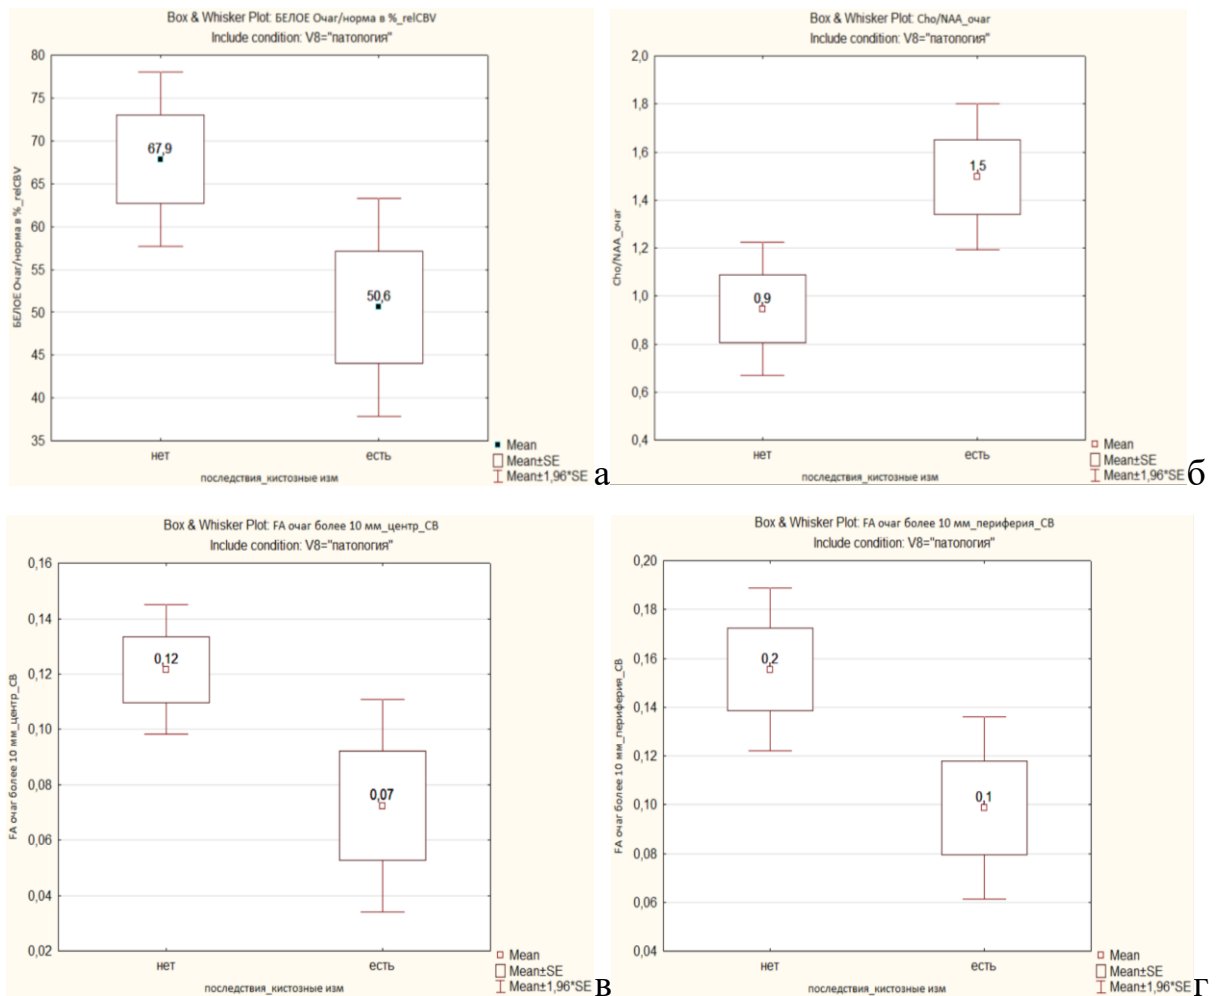 Box & Whisker Plot: БЕЛОЕ Очаг/норма в %_relCBV
Include condition: V8="патология"
80
75
70
65
60
55
50
45
40
35
БЕЛОЕ Очаг/норма в %_relCBV
67,9
50,6
нет
есть
последствия_кистозные изм
Mean
Mean±SE
Mean±1,96*SE
а
Box & Whisker Plot: Cho/NAA_очаг
Include condition: V8="патология"
2,0
1,8
1,6
1,4
1,2
1,0
0,8
0,6
0,4
Cho/NAA_очаг
0,9
1,5
нет
есть
последствия_кистозные изм
Mean
Mean±SE
Mean±1,96*SE
б
Box & Whisker Plot: FA очаг более 10 мм_центр_СВ
Include condition: V8="патология"
0,16
0,14
0,12
0,10
0,08
0,06
0,04
0,02
FA очаг более 10 мм_центр_СВ
0,12
0,07
нет
есть
последствия_кистозные изм
Mean
Mean±SE
Mean±1,96*SE
в
Box & Whisker Plot: FA очаг более 10 мм_периферия_СВ
Include condition: V8="патология"
0,20
0,18
0,16
0,14
0,12
0,10
0,08
0,06
0,04
FA очаг более 10 мм_периферия_СВ
0,2
0,1
нет
есть
последствия_кистозные изм
Mean
Mean±SE
Mean±1,96*SE
г